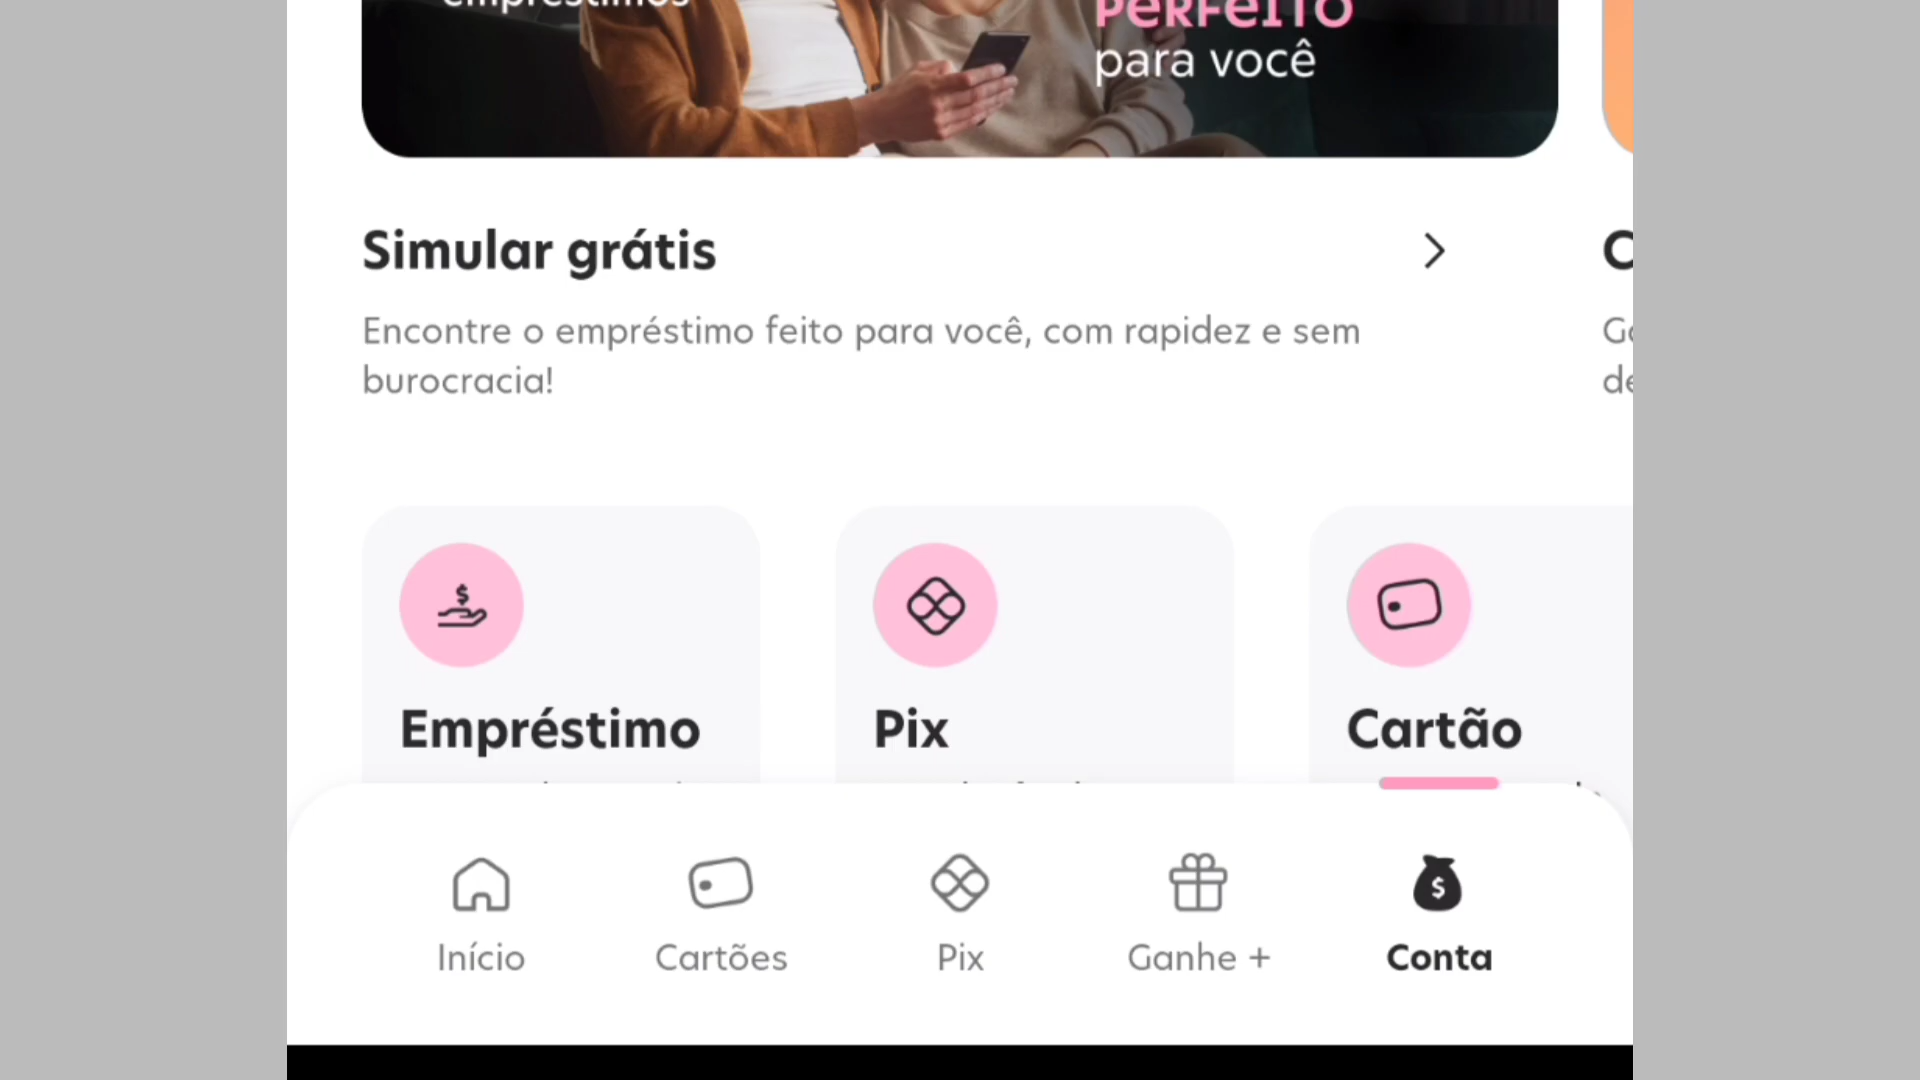 empréstimos
PERFEITO
para você
Simular grátis
Encontre o empréstimo feito para você, com rapidez e sem
burocracia!
Empréstimo
Pix
Cartão
Início
Cartões
Pix
Ganhe +
Conta